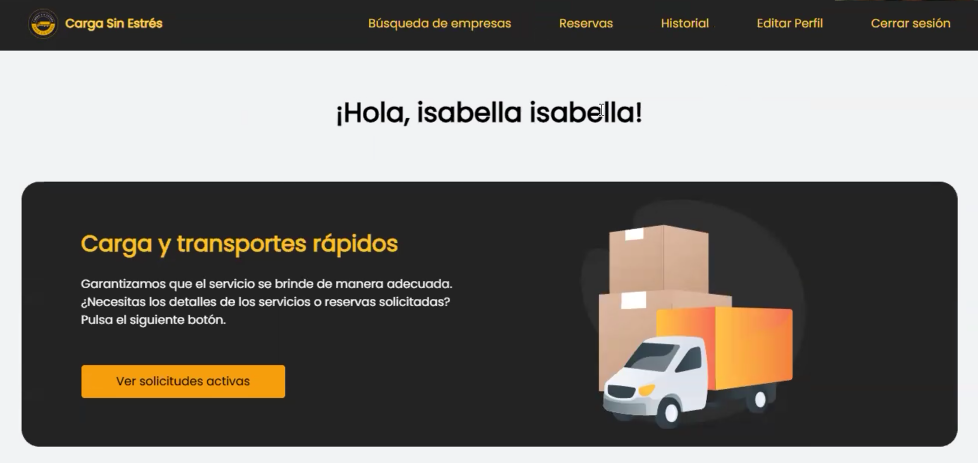 Carga Sin Estrés
Búsqueda de empresas
Reservas
Historial
Editar Perfil
Cerrar sesión
¡Hola, isabella isabella!
Carga y transportes rápidos
Garantizamos que el servicio se brinde de manera adecuada.
¿Necesitas los detalles de los servicios o reservas solicitadas?
Pulsa el siguiente botón.
Ver solicitudes activas